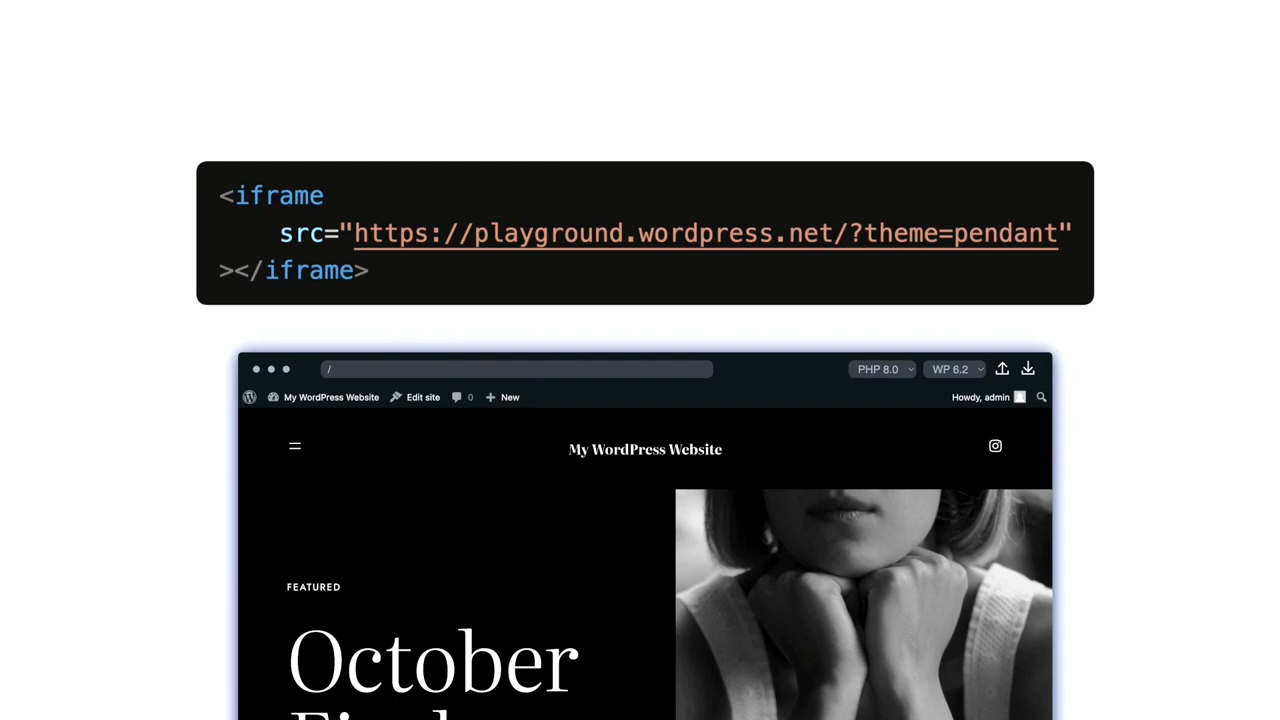 <iframe
src="https://playground.wordpress.net/?theme=pendant"
></iframe>
/
PHP 8.0
WP 6.2
My WordPress Website
Edit site
0
New
Howdy, admin
My WordPress Website
FEATURED
October